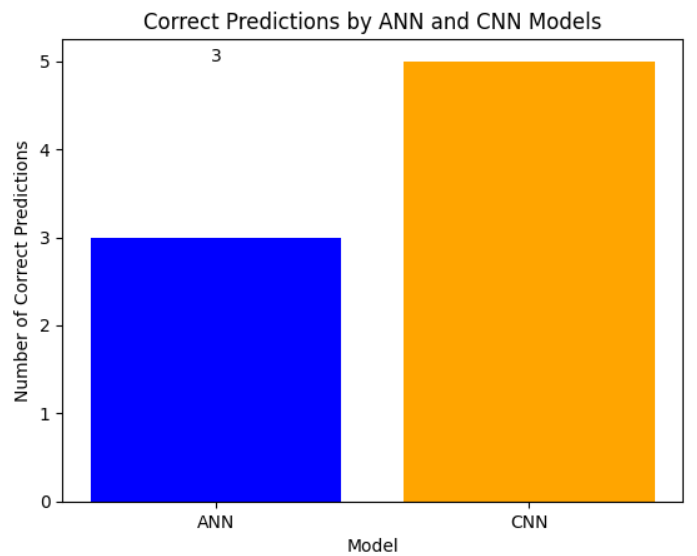 Correct Predictions by ANN and CNN Models
3
5
4
3
2
1
0
Number of Correct Predictions
ANN CNN
Model